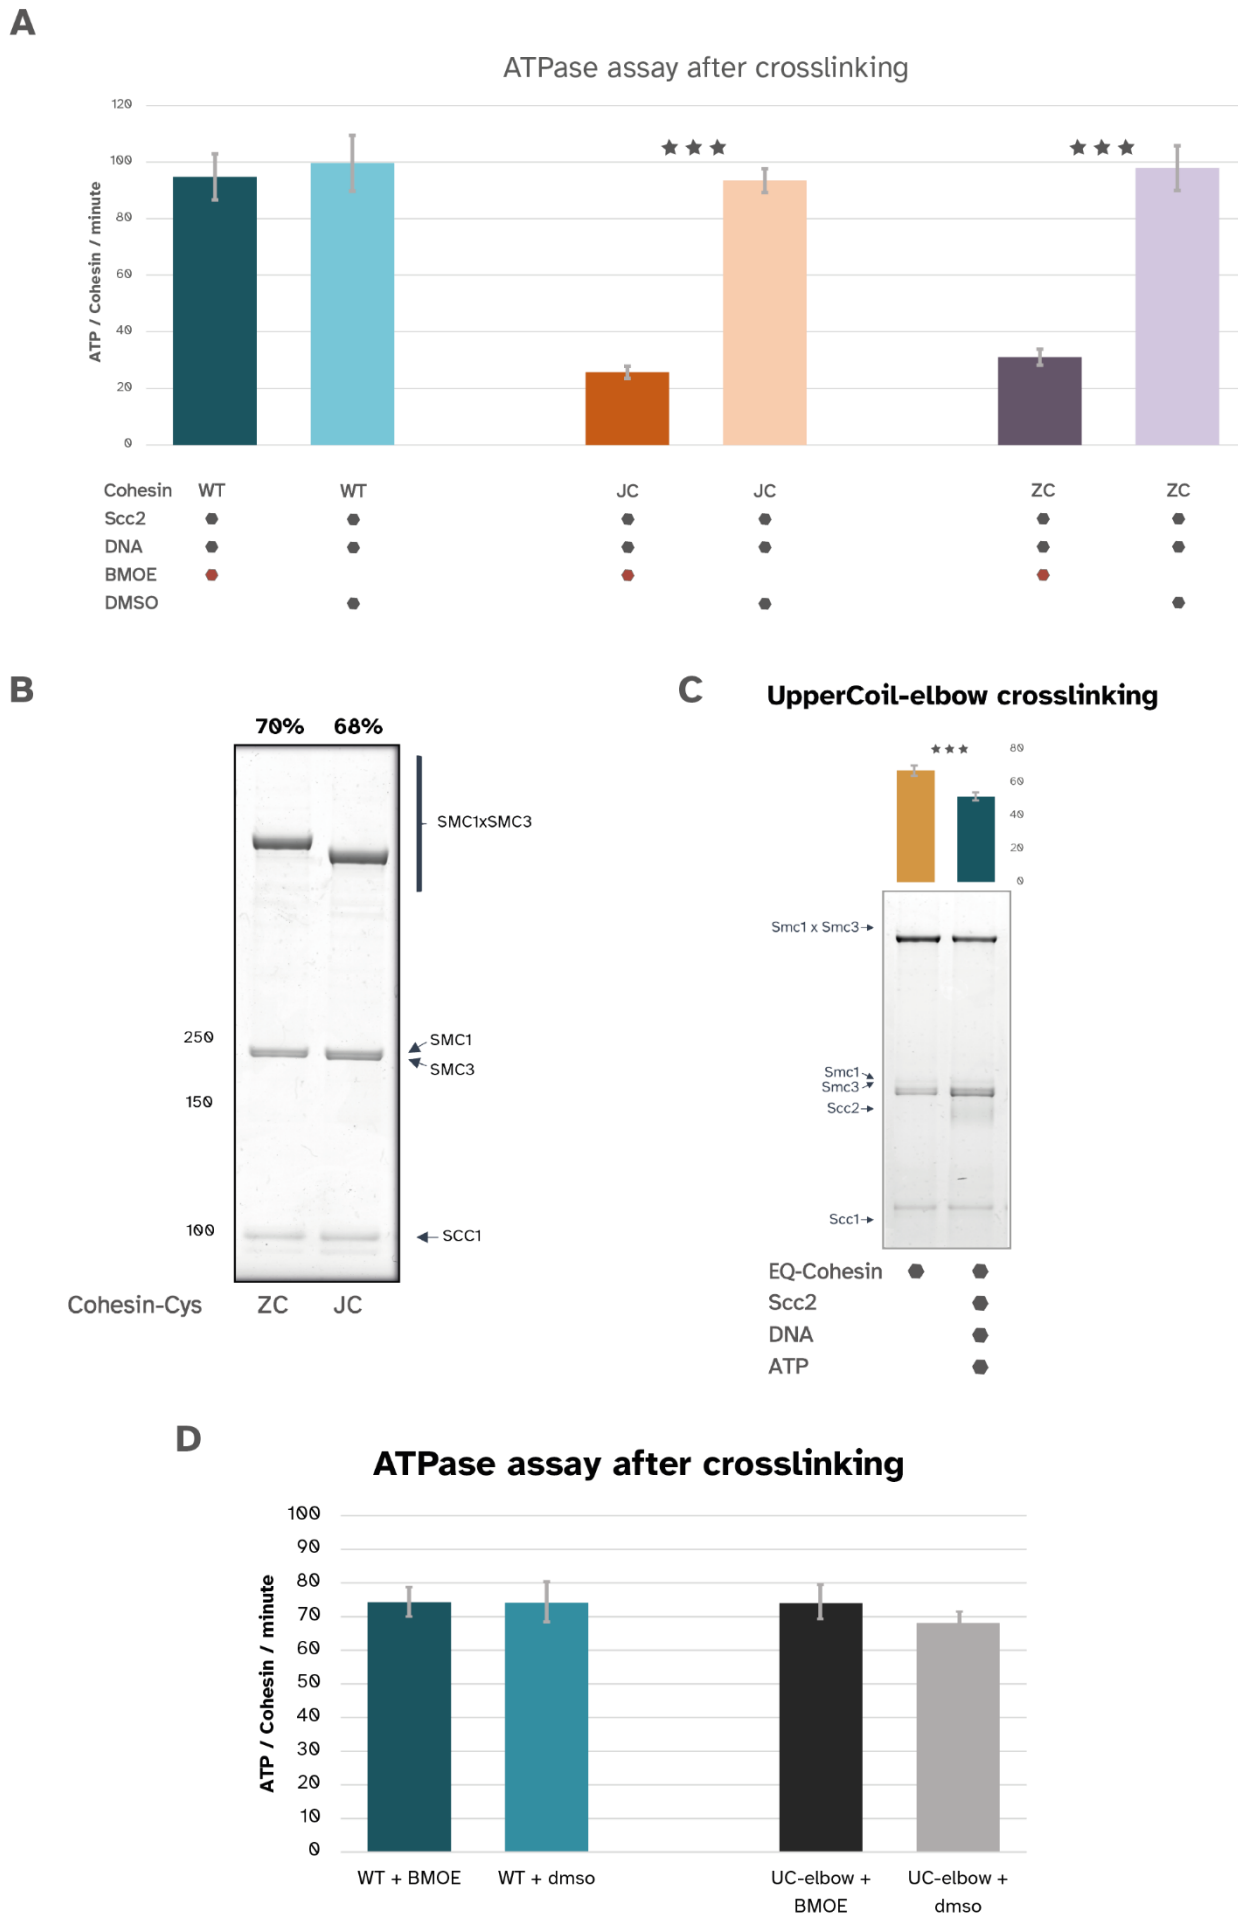 A
ATPase assay after crosslinking
120
100
80
60
40
20
0
ATP / Cohesin / minute
Cohesin WT WT JC JC ZC ZC
Scc2
DNA
BMOE
DMSO
B
70% 68%
SMC1xSMC3
250
SMC1
SMC3
150
100
SCC1
Cohesin-Cys ZC JC
C
UpperCoil-elbow crosslinking
80
60
40
20
0
Smc1 x Smc3
Smc1
Smc3
Scc2
Scc1
EQ-Cohesin
Scc2
DNA
ATP
D
ATPase assay after crosslinking
100
90
80
70
60
50
40
30
20
10
0
ATP / Cohesin / minute
WT + BMOE WT + dmso UC-elbow + UC-elbow +
BMOE dmso